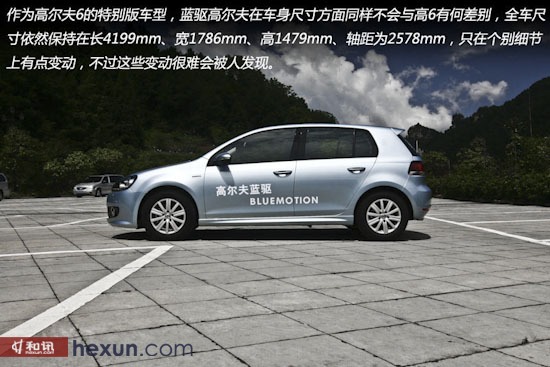 作为高尔夫6的特别版车型，蓝驱高尔夫在车身尺寸方面同样不会与高6有何差别，全车尺
寸依然保持在长4199mm、宽1786mm、高1479mm、轴距为2578mm，只在个别细节
上有点变动，不过这些变动很难会被人发现。
高尔夫蓝驱
BLUEMOTION
和讯
hexun.com
hexun.com